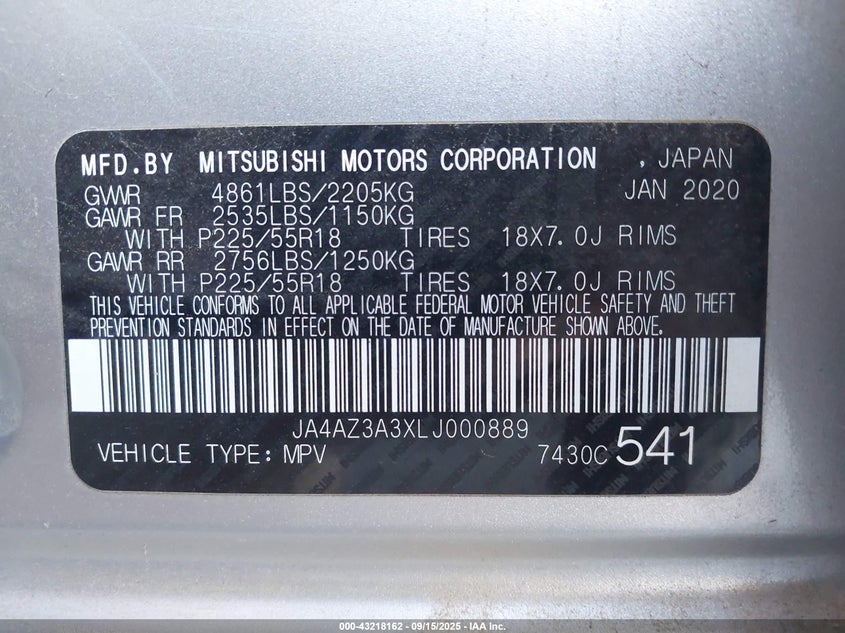 MFD.BY MITSUBISHI MOTORS CORPORATION , JAPAN
GVWR 4861LBS/2205KG JAN 2020
GAWR FR 2535LBS/1150KG
WITH P225/55R18 TIRES 18X7.0J RIMS
GAWR RR 2756LBS/1250KG
WITH P225/55R18 TIRES 18X7.0J RIMS
THIS VEHICLE CONFORMS TO ALL APPLICABLE FEDERAL MOTOR VEHICLE SAFETY AND THEFT
PREVENTION STANDARDS IN EFFECT ON THE DATE OF MANUFACTURE SHOWN ABOVE.
JA4AZ3A3XLJ000889
VEHICLE TYPE: MPV 7430C 541
000-43218162 - 09/15/2025 - IAA Inc.